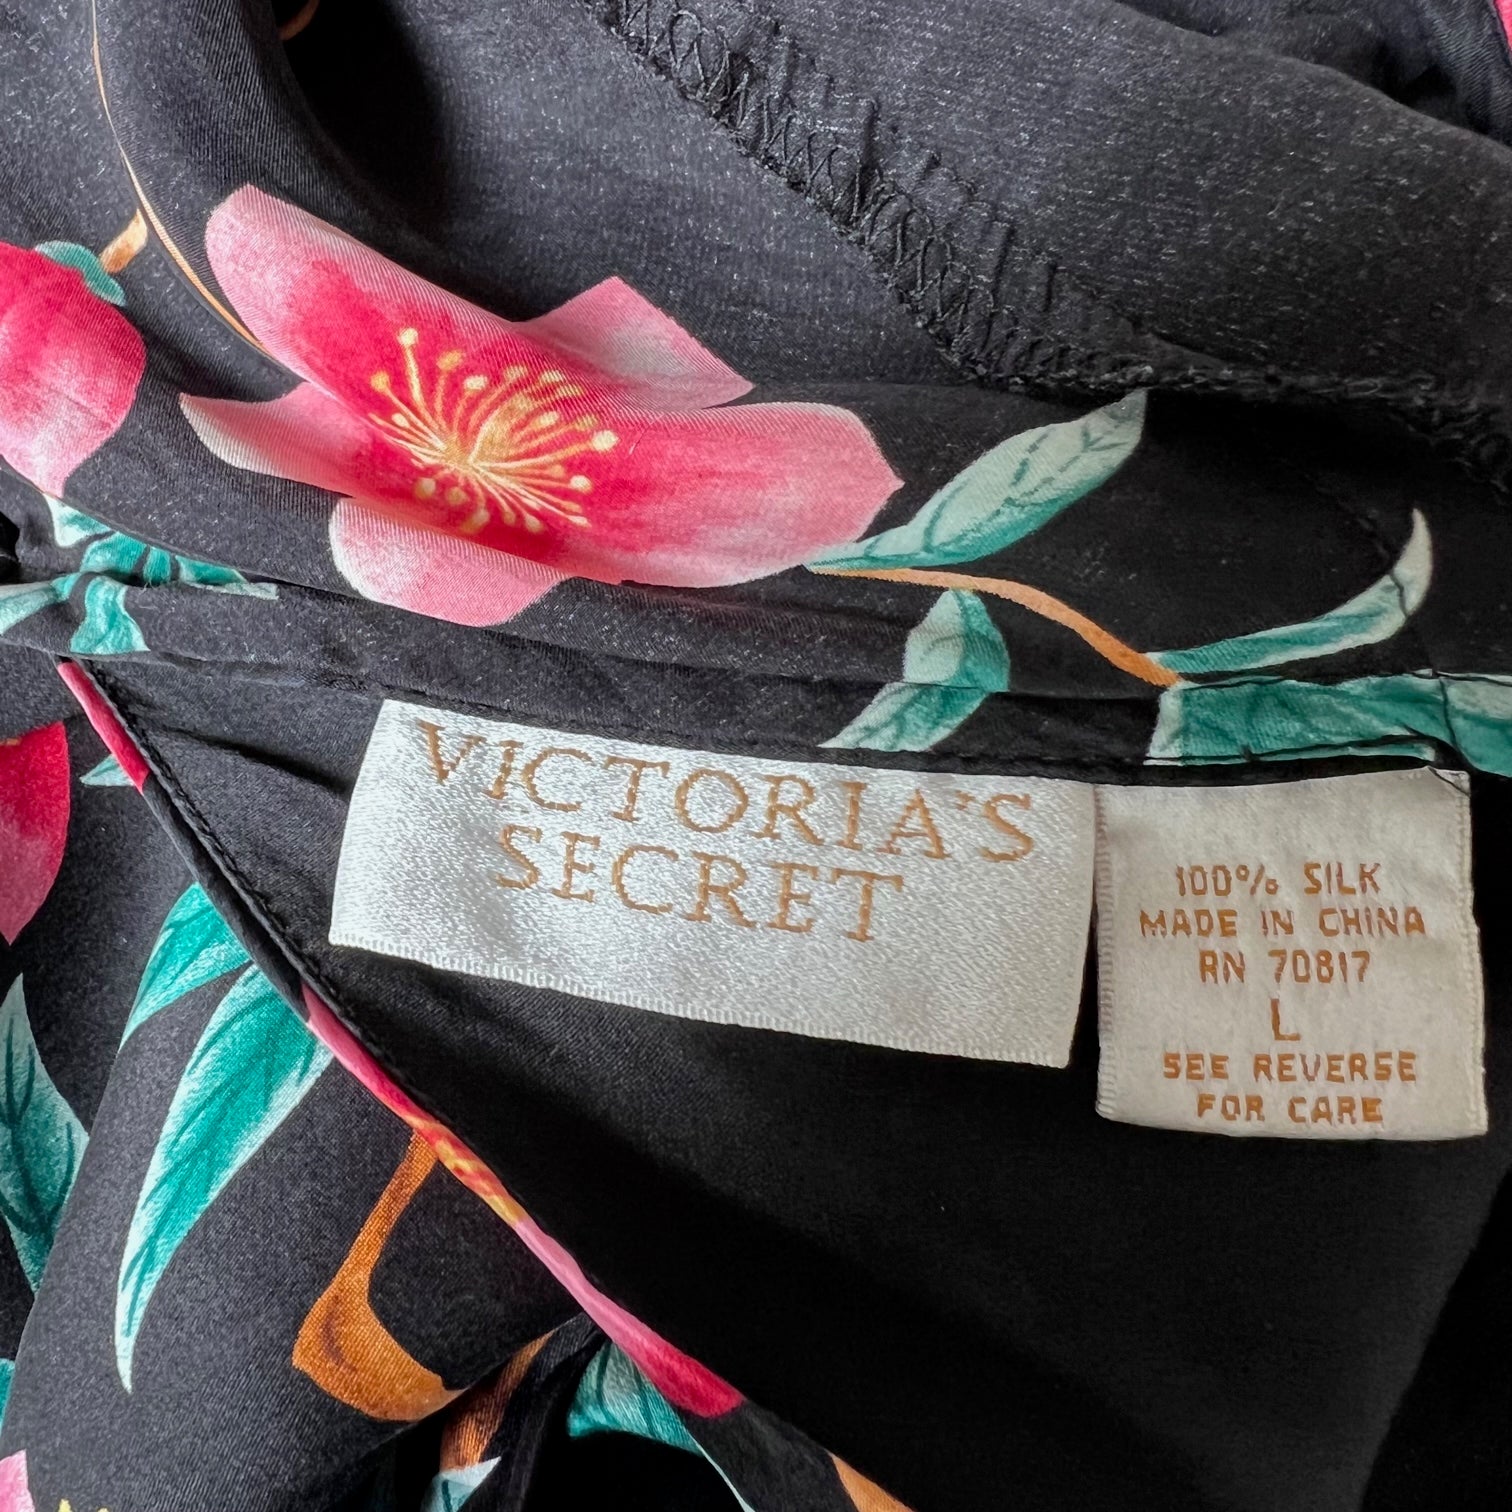 VICTORIA'S
SECRET
100% SILK
MADE IN CHINA
RN 70817
L
SEE REVERSE
FOR CARE